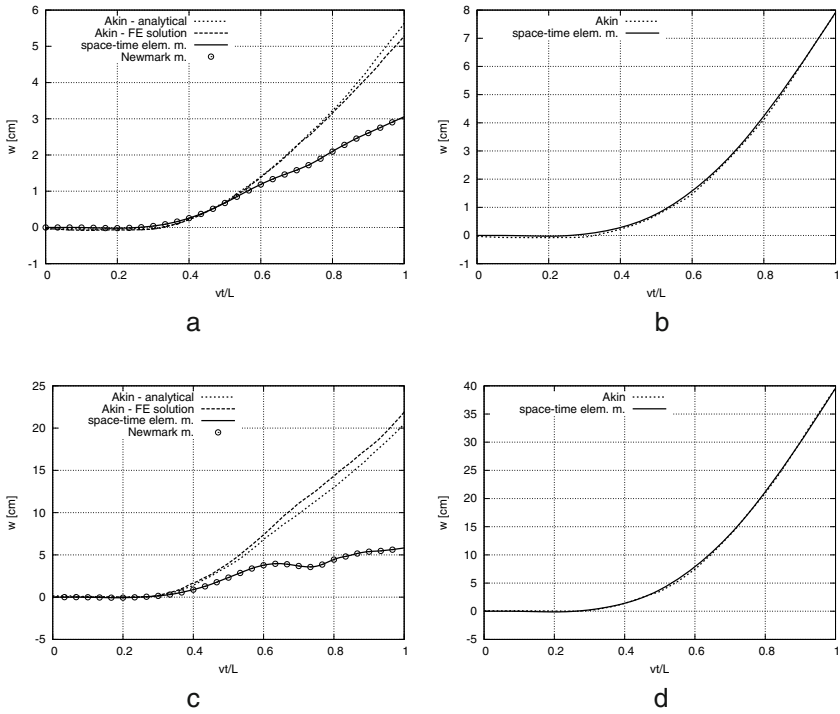 6
5
4
3
2
1
0
-1
w [cm]
Akin - analytical
Akin - FE solution
space-time elem. m.
Newmark m.
0 0.2 0.4 0.6 0.8 1
vt/L
a
8
7
6
5
4
3
2
1
0
-1
w [cm]
Akin
space-time elem. m.
0 0.2 0.4 0.6 0.8 1
vt/L
b
25
20
15
10
5
0
-5
w [cm]
Akin - analytical
Akin - FE solution
space-time elem. m.
Newmark m.
0 0.2 0.4 0.6 0.8 1
vt/L
c
40
35
30
25
20
15
10
5
0
-5
w [cm]
Akin
space-time elem. m.
0 0.2 0.4 0.6 0.8 1
vt/L
d